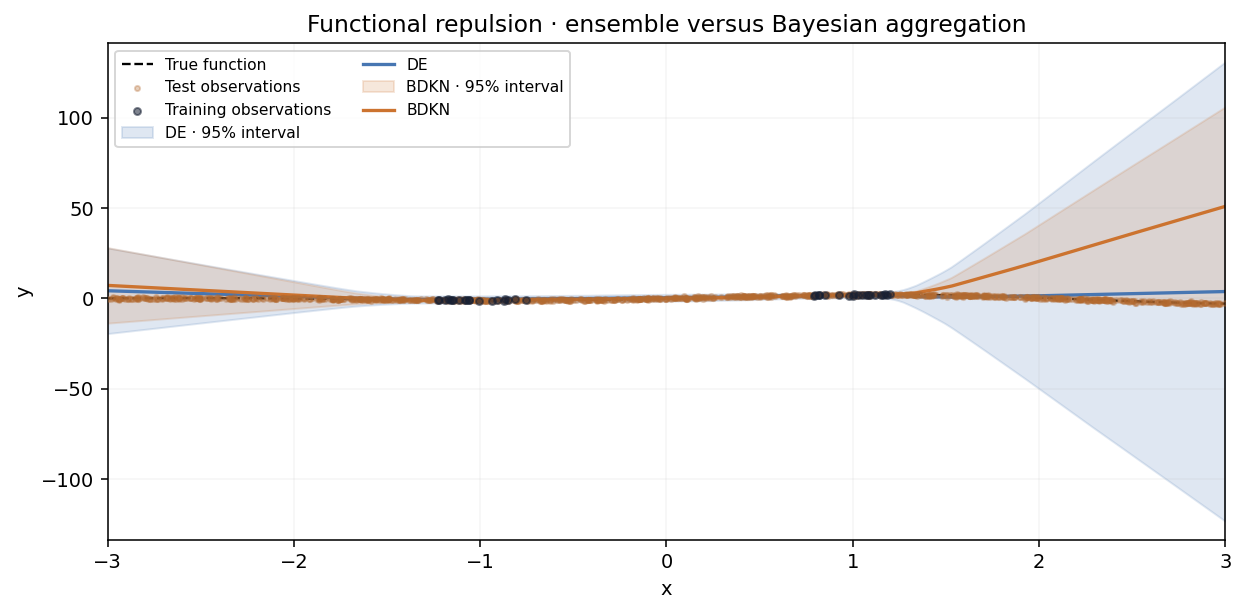 Functional repulsion · ensemble versus Bayesian aggregation
True function
Test observations
Training observations
DE · 95% interval
DE
BDKN · 95% interval
BDKN
y
100
50
0
−50
−100
−3
−2
−1
0
1
2
3
x